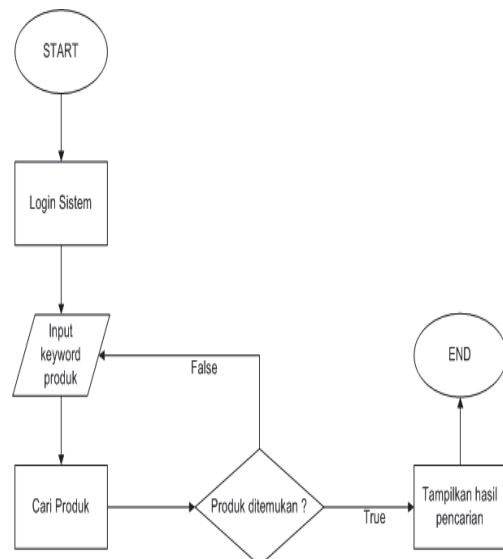 START
Login Sistem
Input
keyword
produk
False
END
Cari Produk
Produk ditemukan ?
True
Tampilkan hasil
pencarian